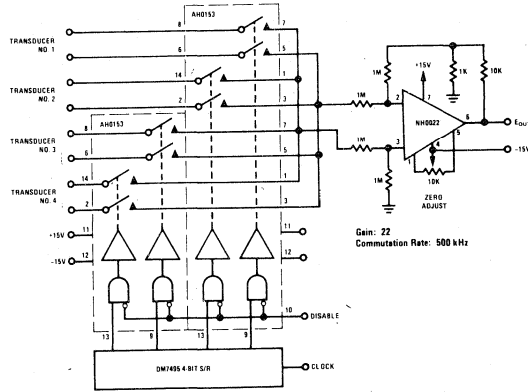 AH0153
8
7
TRANSDUCER
NO. 1
6
5
14
1
TRANSDUCER
NO. 2
2
3
AH0153
8
7
TRANSDUCER
NO. 3
6
5
14
1
TRANSDUCER
NO. 4
2
3
+15V
11
11
-15V
12
12
10
DISABLE
13
9
13
9
DM7495 4-BIT S/R
CLOCK
1M
+15V
1K
10K
1M
2
7
NH0022
6
EOUT
5
1M
3
4
-15V
1
1M
10K
ZERO
ADJUST
Gain: 22
Commutation Rate: 500 kHz